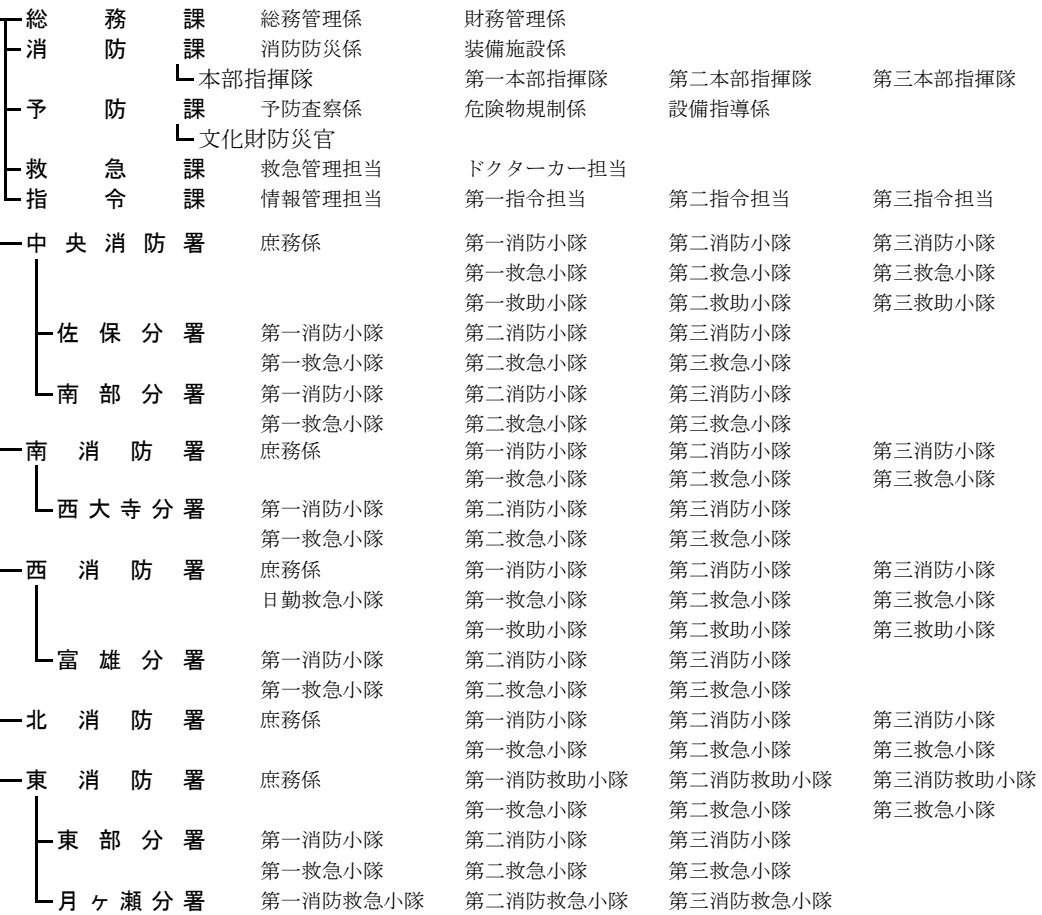 総務課 総務管理係 財務管理係
消防課 消防防災係 装備施設係
本部指揮隊 第一本部指揮隊 第二本部指揮隊 第三本部指揮隊
予防課 予防査察係 危険物規制係 設備指導係
文化財防災官
救急課 救急管理担当 ドクターカー担当
指令課 情報管理担当 第一指令担当 第二指令担当 第三指令担当
中央消防署 庶務係 第一消防小隊 第二消防小隊 第三消防小隊
第一救急小隊 第二救急小隊 第三救急小隊
第一救助小隊 第二救助小隊 第三救助小隊
佐保分署 第一消防小隊 第二消防小隊 第三消防小隊
第一救急小隊 第二救急小隊 第三救急小隊
南部分署 第一消防小隊 第二消防小隊 第三消防小隊
第一救急小隊 第二救急小隊 第三救急小隊
南消防署 庶務係 第一消防小隊 第二消防小隊 第三消防小隊
第一救急小隊 第二救急小隊 第三救急小隊
西大寺分署 第一消防小隊 第二消防小隊 第三消防小隊
第一救急小隊 第二救急小隊 第三救急小隊
西消防署 庶務係 第一消防小隊 第二消防小隊 第三消防小隊
日勤救急小隊 第一救急小隊 第二救急小隊 第三救急小隊
第一救助小隊 第二救助小隊 第三救助小隊
富雄分署 第一消防小隊 第二消防小隊 第三消防小隊
第一救急小隊 第二救急小隊 第三救急小隊
北消防署 庶務係 第一消防小隊 第二消防小隊 第三消防小隊
第一救急小隊 第二救急小隊 第三救急小隊
東消防署 庶務係 第一消防救助小隊 第二消防救助小隊 第三消防救助小隊
第一救急小隊 第二救急小隊 第三救急小隊
東部分署 第一消防小隊 第二消防小隊 第三消防小隊
第一救急小隊 第二救急小隊 第三救急小隊
月ヶ瀬分署 第一消防救急小隊 第二消防救急小隊 第三消防救急小隊